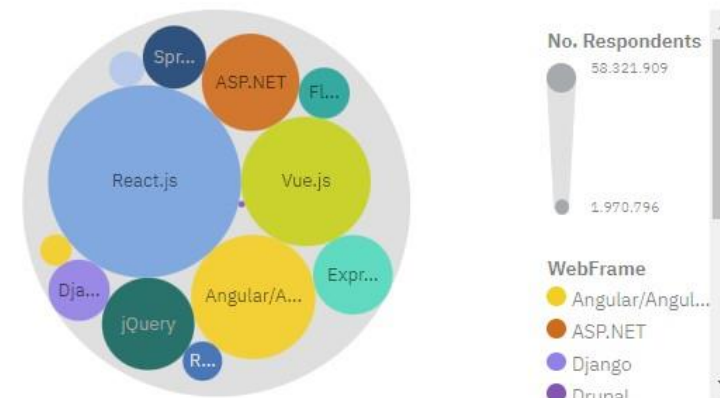 Spr...
ASP.NET
Fl...
React.js
Vue.js
Dja...
Angular/A...
Expr...
jQuery
R...
No. Respondents
58.321.909
1.970.796
WebFrame
Angular/Angul...
ASP.NET
Django
Drupal